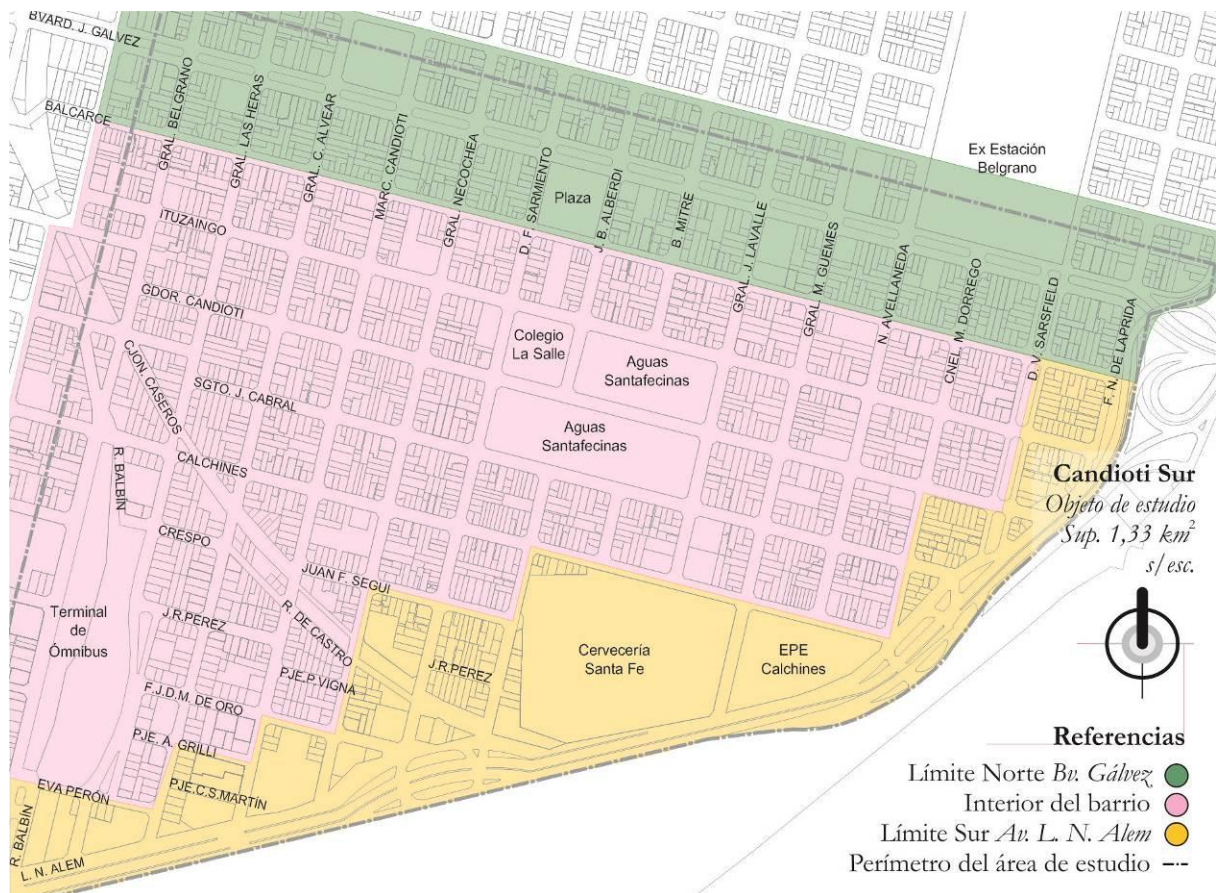 BVARD. J. GALVEZ
BALCARCE
GRAL. BELGRANO
GRAL. LAS HERAS
GRAL. C. ALVEAR
MARC. CANDIOTI
GRAL. NECOCHEA
D. F. SARMIENTO
Plaza
J. B. ALBERDI
B. MITRE
GRAL. J. LAVALLE
GRAL. M. GUEMES
N. AVELLANEDA
CNEL. M. DORREGO
D. V. SARSFIELD
F. N. DE LAPRIDA
Ex Estación
Belgrano
ITUZAINGO
GDOR. CANDIOTI
CJON. CASEROS
SGTO. J. CABRAL
CALCHINES
R. BALBÍN
CRESPO
JUAN F. SEGUI
J.R.PEREZ
R. DE CASTRO
PJE.P.VIGNA
J.R.PEREZ
F.J.D.M. DE ORO
PJE. A. GRILLI
PJE.C.S.MARTÍN
EVA PERÓN
R. BALBÍN
L. N. ALEM
Colegio
La Salle
Aguas
Santafecinas
Aguas
Santafecinas
Terminal
de
Ómnibus
Cervecería
Santa Fe
EPE
Calchines
Candioti Sur
Objeto de estudio
Sup. 1,33 km²
s/esc.
Referencias
Límite Norte Bv. Gálvez
Interior del barrio
Límite Sur Av. L. N. Alem
Perímetro del área de estudio